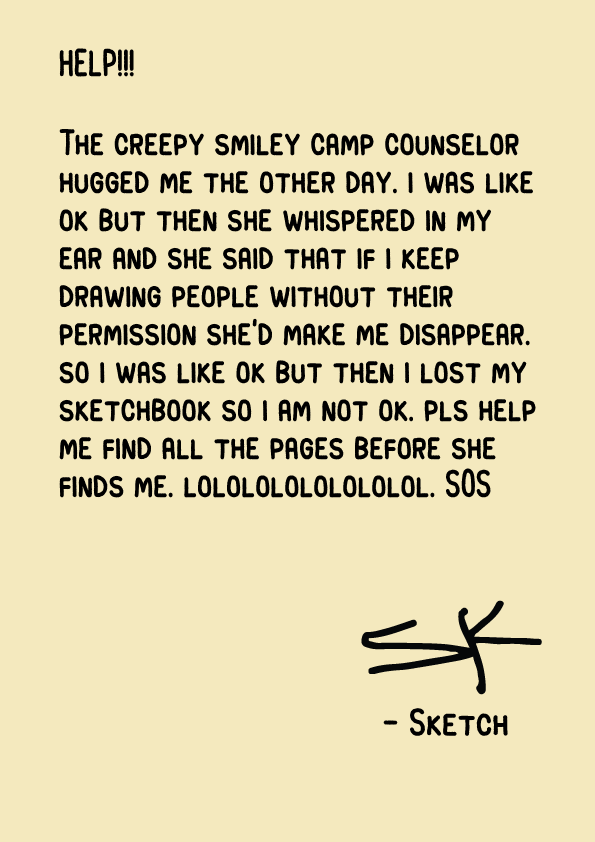 HELP!!!
THE CREEPY SMILEY CAMP COUNSELOR
HUGGED ME THE OTHER DAY. I WAS LIKE
OK BUT THEN SHE WHISPERED IN MY
EAR AND SHE SAID THAT IF I KEEP
DRAWING PEOPLE WITHOUT THEIR
PERMISSION SHE'D MAKE ME DISAPPEAR.
SO I WAS LIKE OK BUT THEN I LOST MY
SKETCHBOOK SO I AM NOT OK. PLS HELP
ME FIND ALL THE PAGES BEFORE SHE
FINDS ME. LOLOLOLOLOLOLOLOL. SOS
SK
- SKETCH